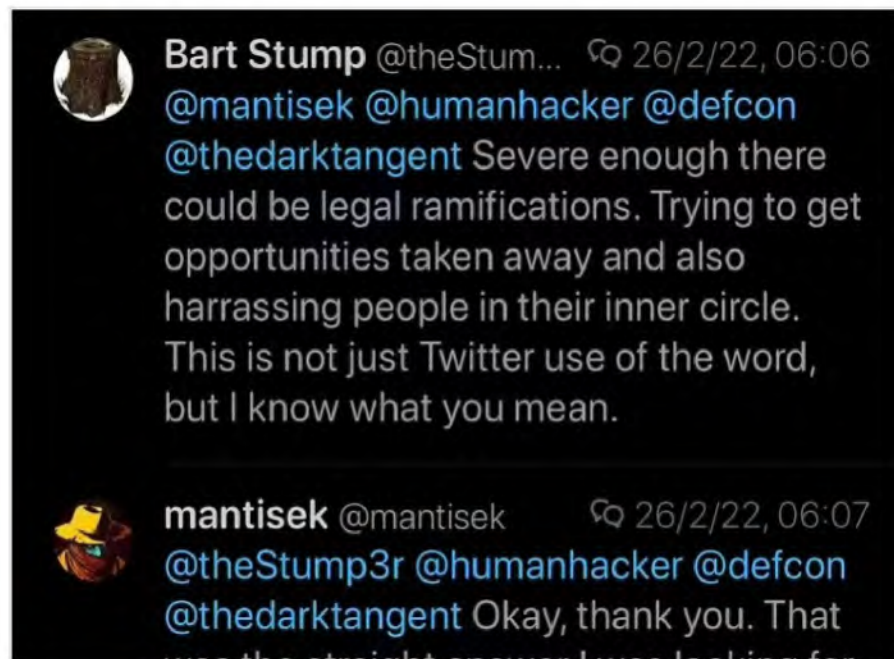 Bart Stump @theStum... 26/2/22, 06:06
@mantisek @humanhacker @defcon
@thedarktangent Severe enough there
could be legal ramifications. Trying to get
opportunities taken away and also
harrassing people in their inner circle.
This is not just Twitter use of the word,
but I know what you mean.
mantisek @mantisek 26/2/22, 06:07
@theStump3r @humanhacker @defcon
@thedarktangent Okay, thank you. That